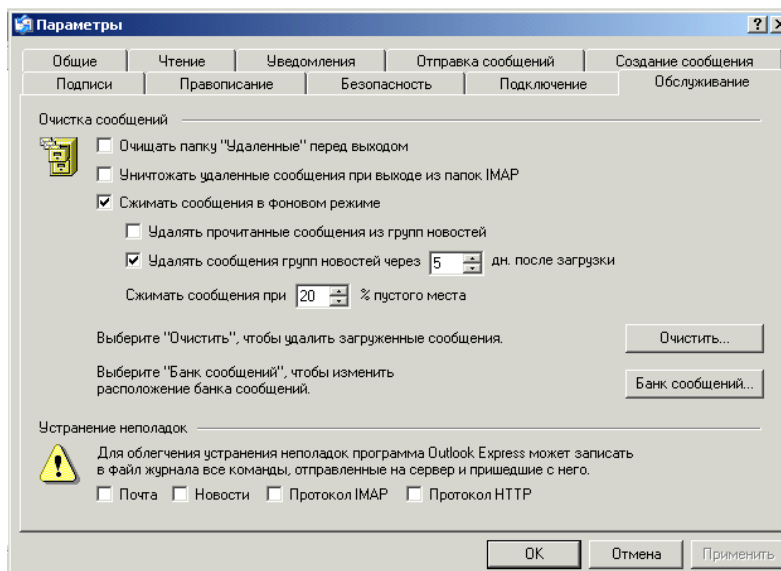 Параметры
Общие Чтение Уведомления Отправка сообщений Создание сообщения
Подписи Правописание Безопасность Подключение Обслуживание
Очистка сообщений
Очищать папку "Удаленные" перед выходом
Уничтожать удаленные сообщения при выходе из папок IMAP
Сжимать сообщения в фоновом режиме
Удалять прочитанные сообщения из групп новостей
Удалять сообщения групп новостей через 5 дн. после загрузки
Сжимать сообщения при 20 % пустого места
Выберите "Очистить", чтобы удалить загруженные сообщения. Очистить...
Выберите "Банк сообщений", чтобы изменить
расположение банка сообщений. Банк сообщений...
Устранение неполадок
Для облегчения устранения неполадок программа Outlook Express может записать
в файл журнала все команды, отправленные на сервер и пришедшие с него.
Почта Новости Протокол IMAP Протокол HTTP
OK Отмена Применить